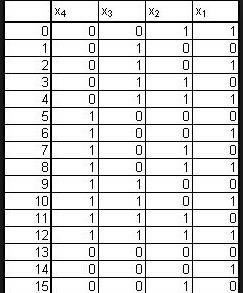 x4 x3 x2 x1
0 0 0 1 1
1 0 1 0 0
2 0 1 0 1
3 0 1 1 0
4 0 1 1 1
5 1 0 0 0
6 1 0 0 1
7 1 0 1 0
8 1 0 1 1
9 1 1 0 0
10 1 1 0 1
11 1 1 1 0
12 1 1 1 1
13 0 0 0 0
14 0 0 0 1
15 0 0 1 0